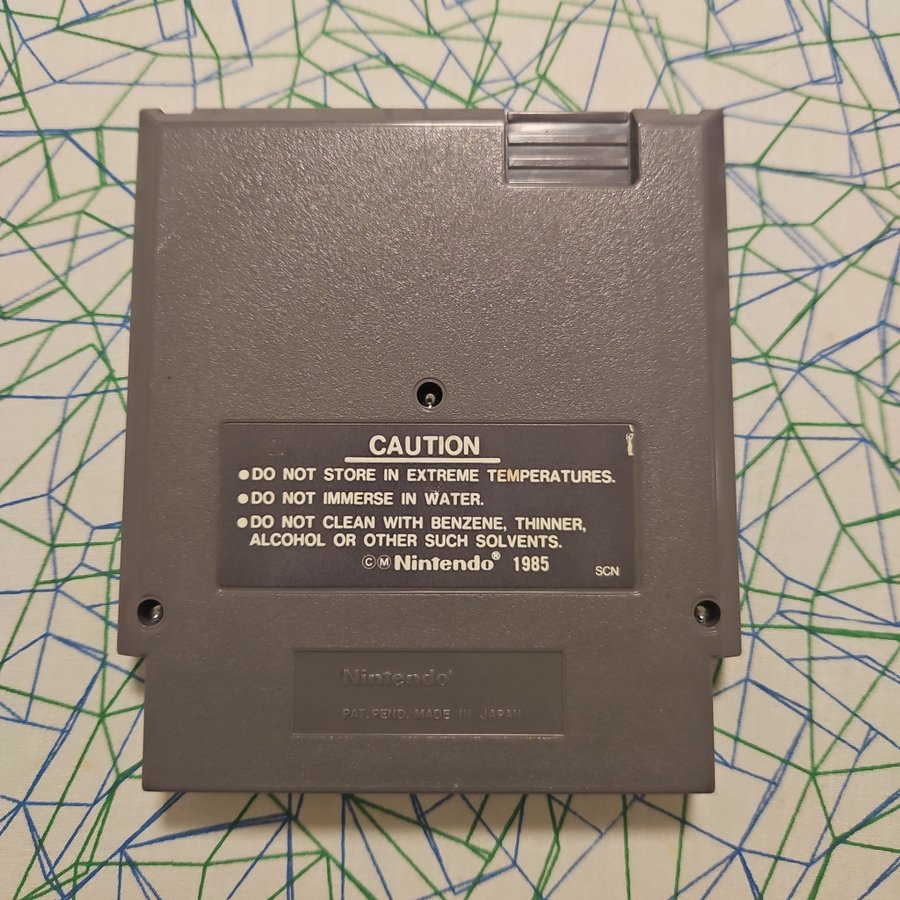 CAUTION
●DO NOT STORE IN EXTREME TEMPERATURES.
●DO NOT IMMERSE IN WATER.
●DO NOT CLEAN WITH BENZENE, THINNER,
ALCOHOL OR OTHER SUCH SOLVENTS.
ⒸⓂNintendo® 1985 SCN
Nintendo®
PAT. PEND. MADE IN JAPAN